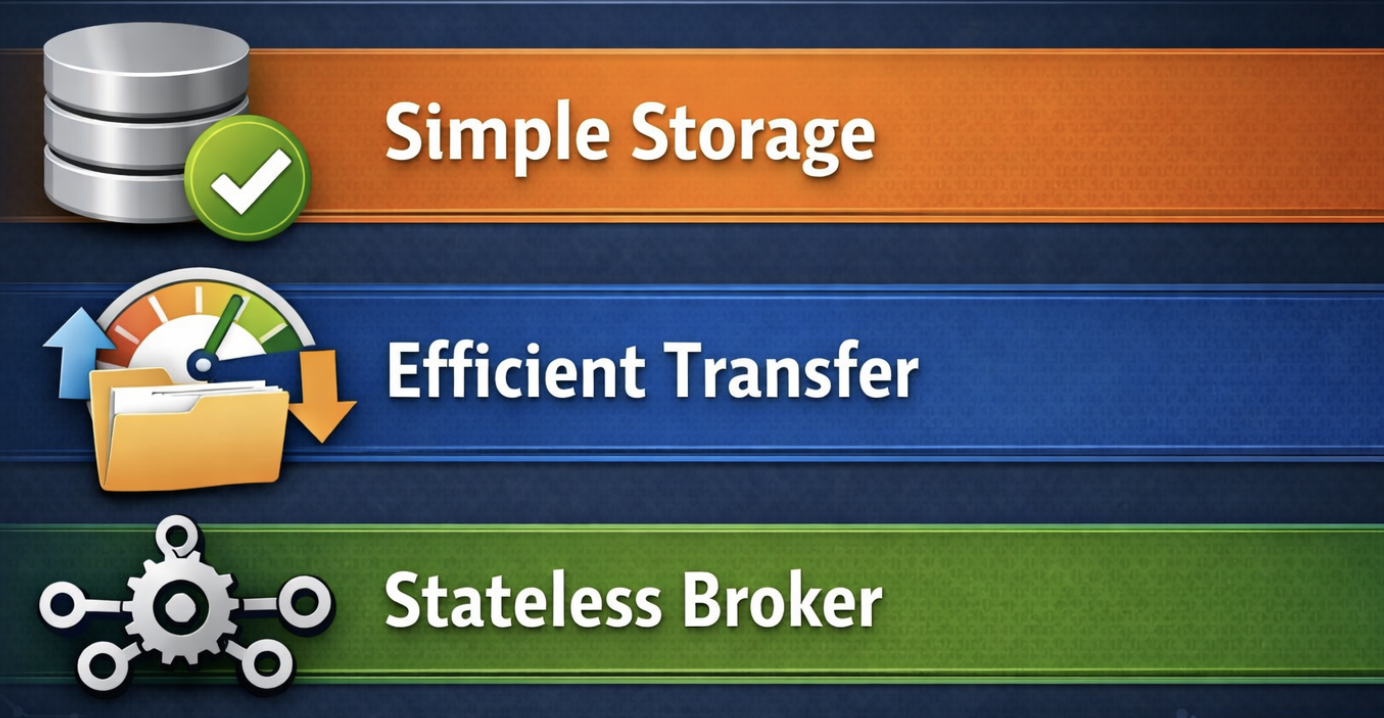 Simple Storage
Efficient Transfer
Stateless Broker